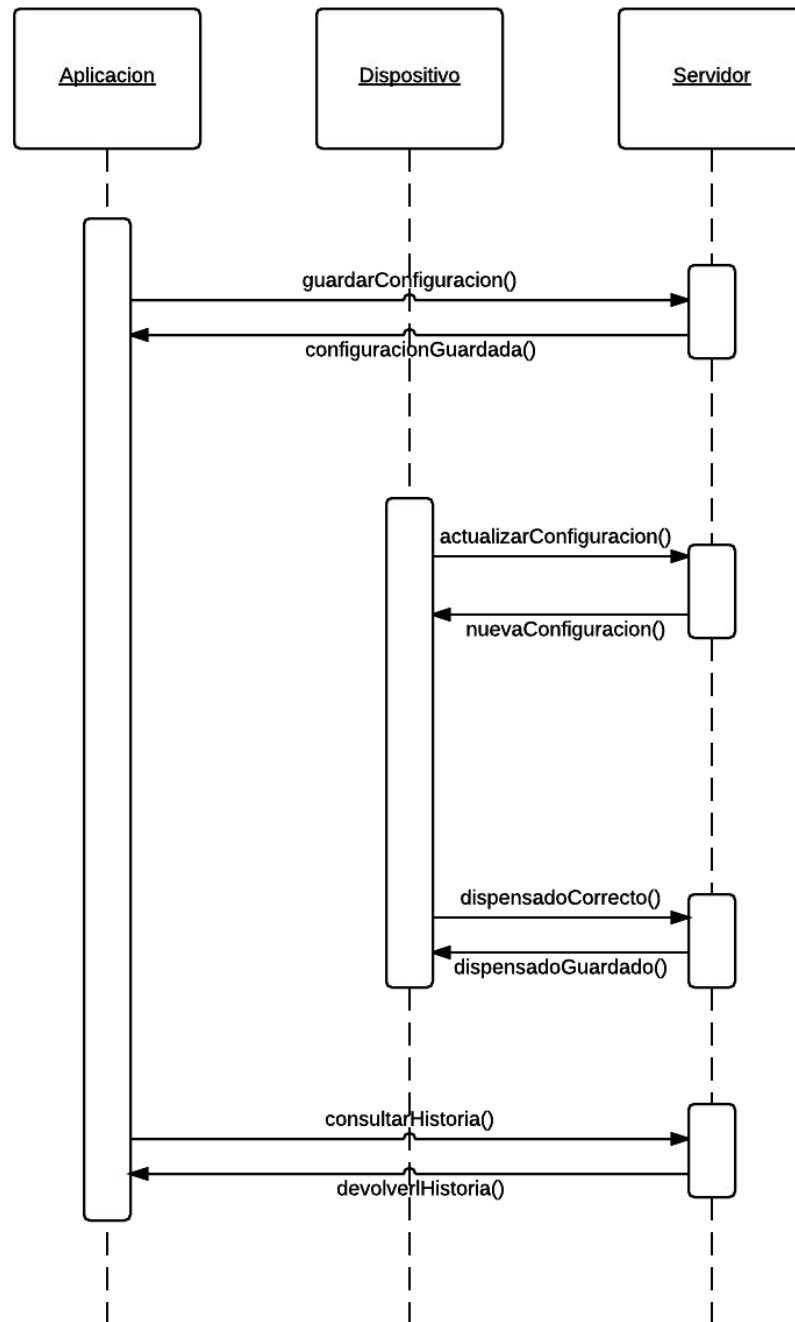 Aplicacion
Dispositivo
Servidor
guardarConfiguracion()
configuracionGuardada()
actualizarConfiguracion()
nuevaConfiguracion()
dispensadoCorrecto()
dispensadoGuardado()
consultarHistoria()
devolverlHistoria()